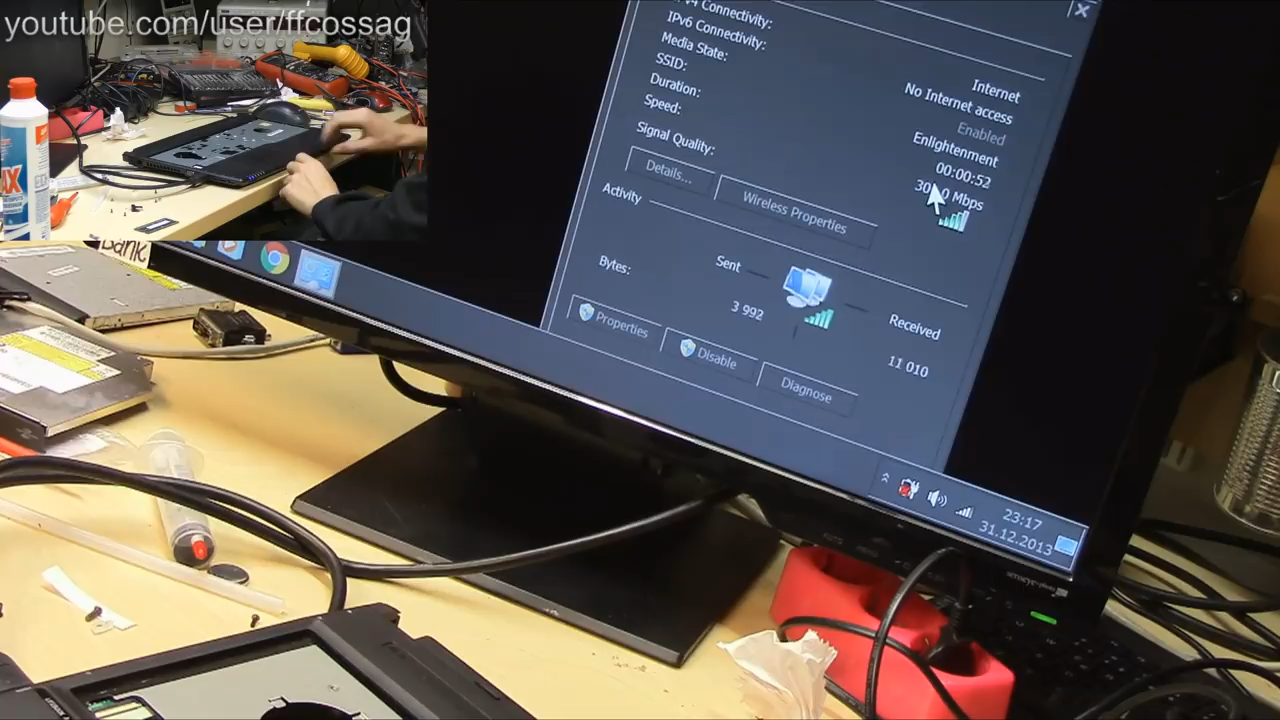 youtube.com/user/ffcossag
IPv6 Connectivity:
Media State:
SSID:
Duration:
Speed:
Signal Quality:
Internet
No Internet access
Enabled
Enlightenment
00:00:52
Mbps
Details...
Wireless Properties
Activity
Sent
Received
Bytes:
3 992
11 010
Properties
Disable
Diagnose
23:17
31.12.2013
Bank